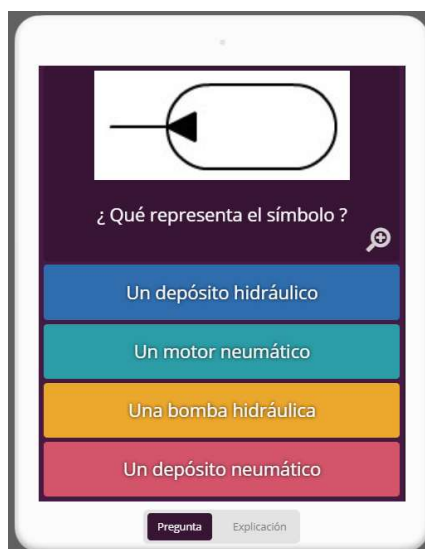 ¿ Qué representa el símbolo ?
Un depósito hidráulico
Un motor neumático
Una bomba hidráulica
Un depósito neumático
Pregunta
Explicación